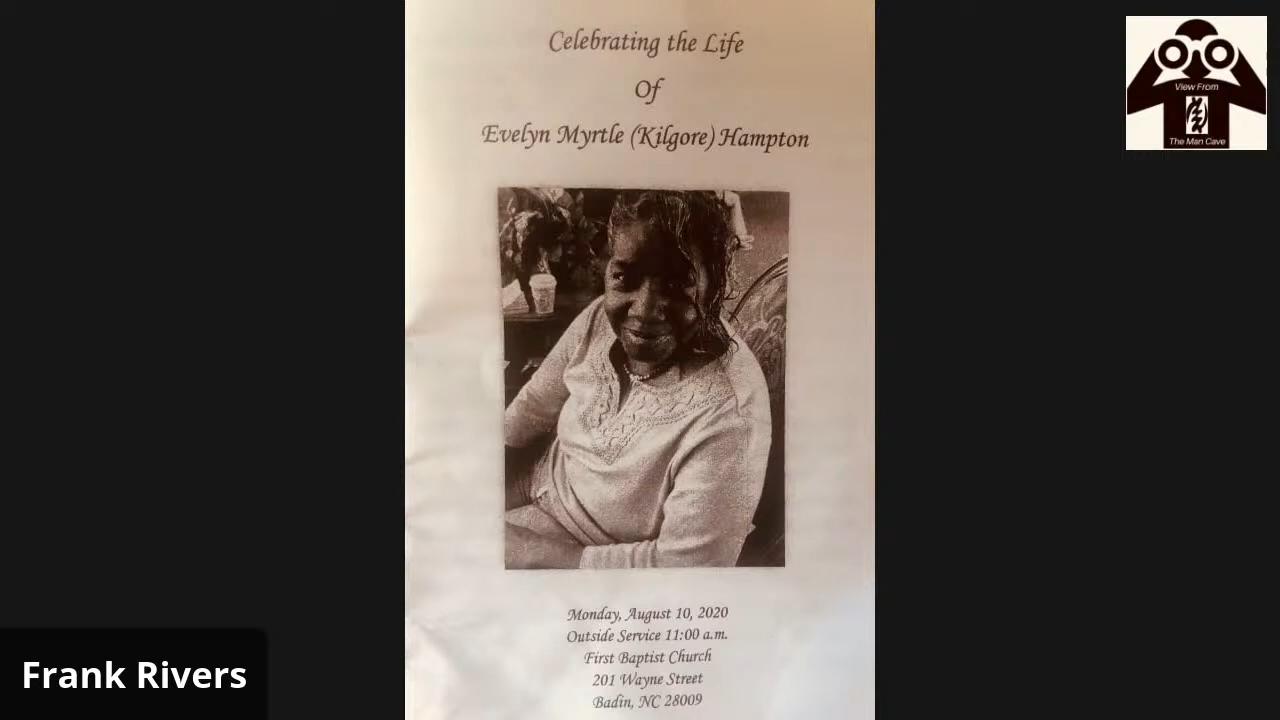 Celebrating the Life
Of
Evelyn Myrtle (Kilgore) Hampton
View From
The Man Cave
Monday, August 10, 2020
Outside Service 11:00 a.m.
First Baptist Church
201 Wayne Street
Badin, NC 28009
Frank Rivers